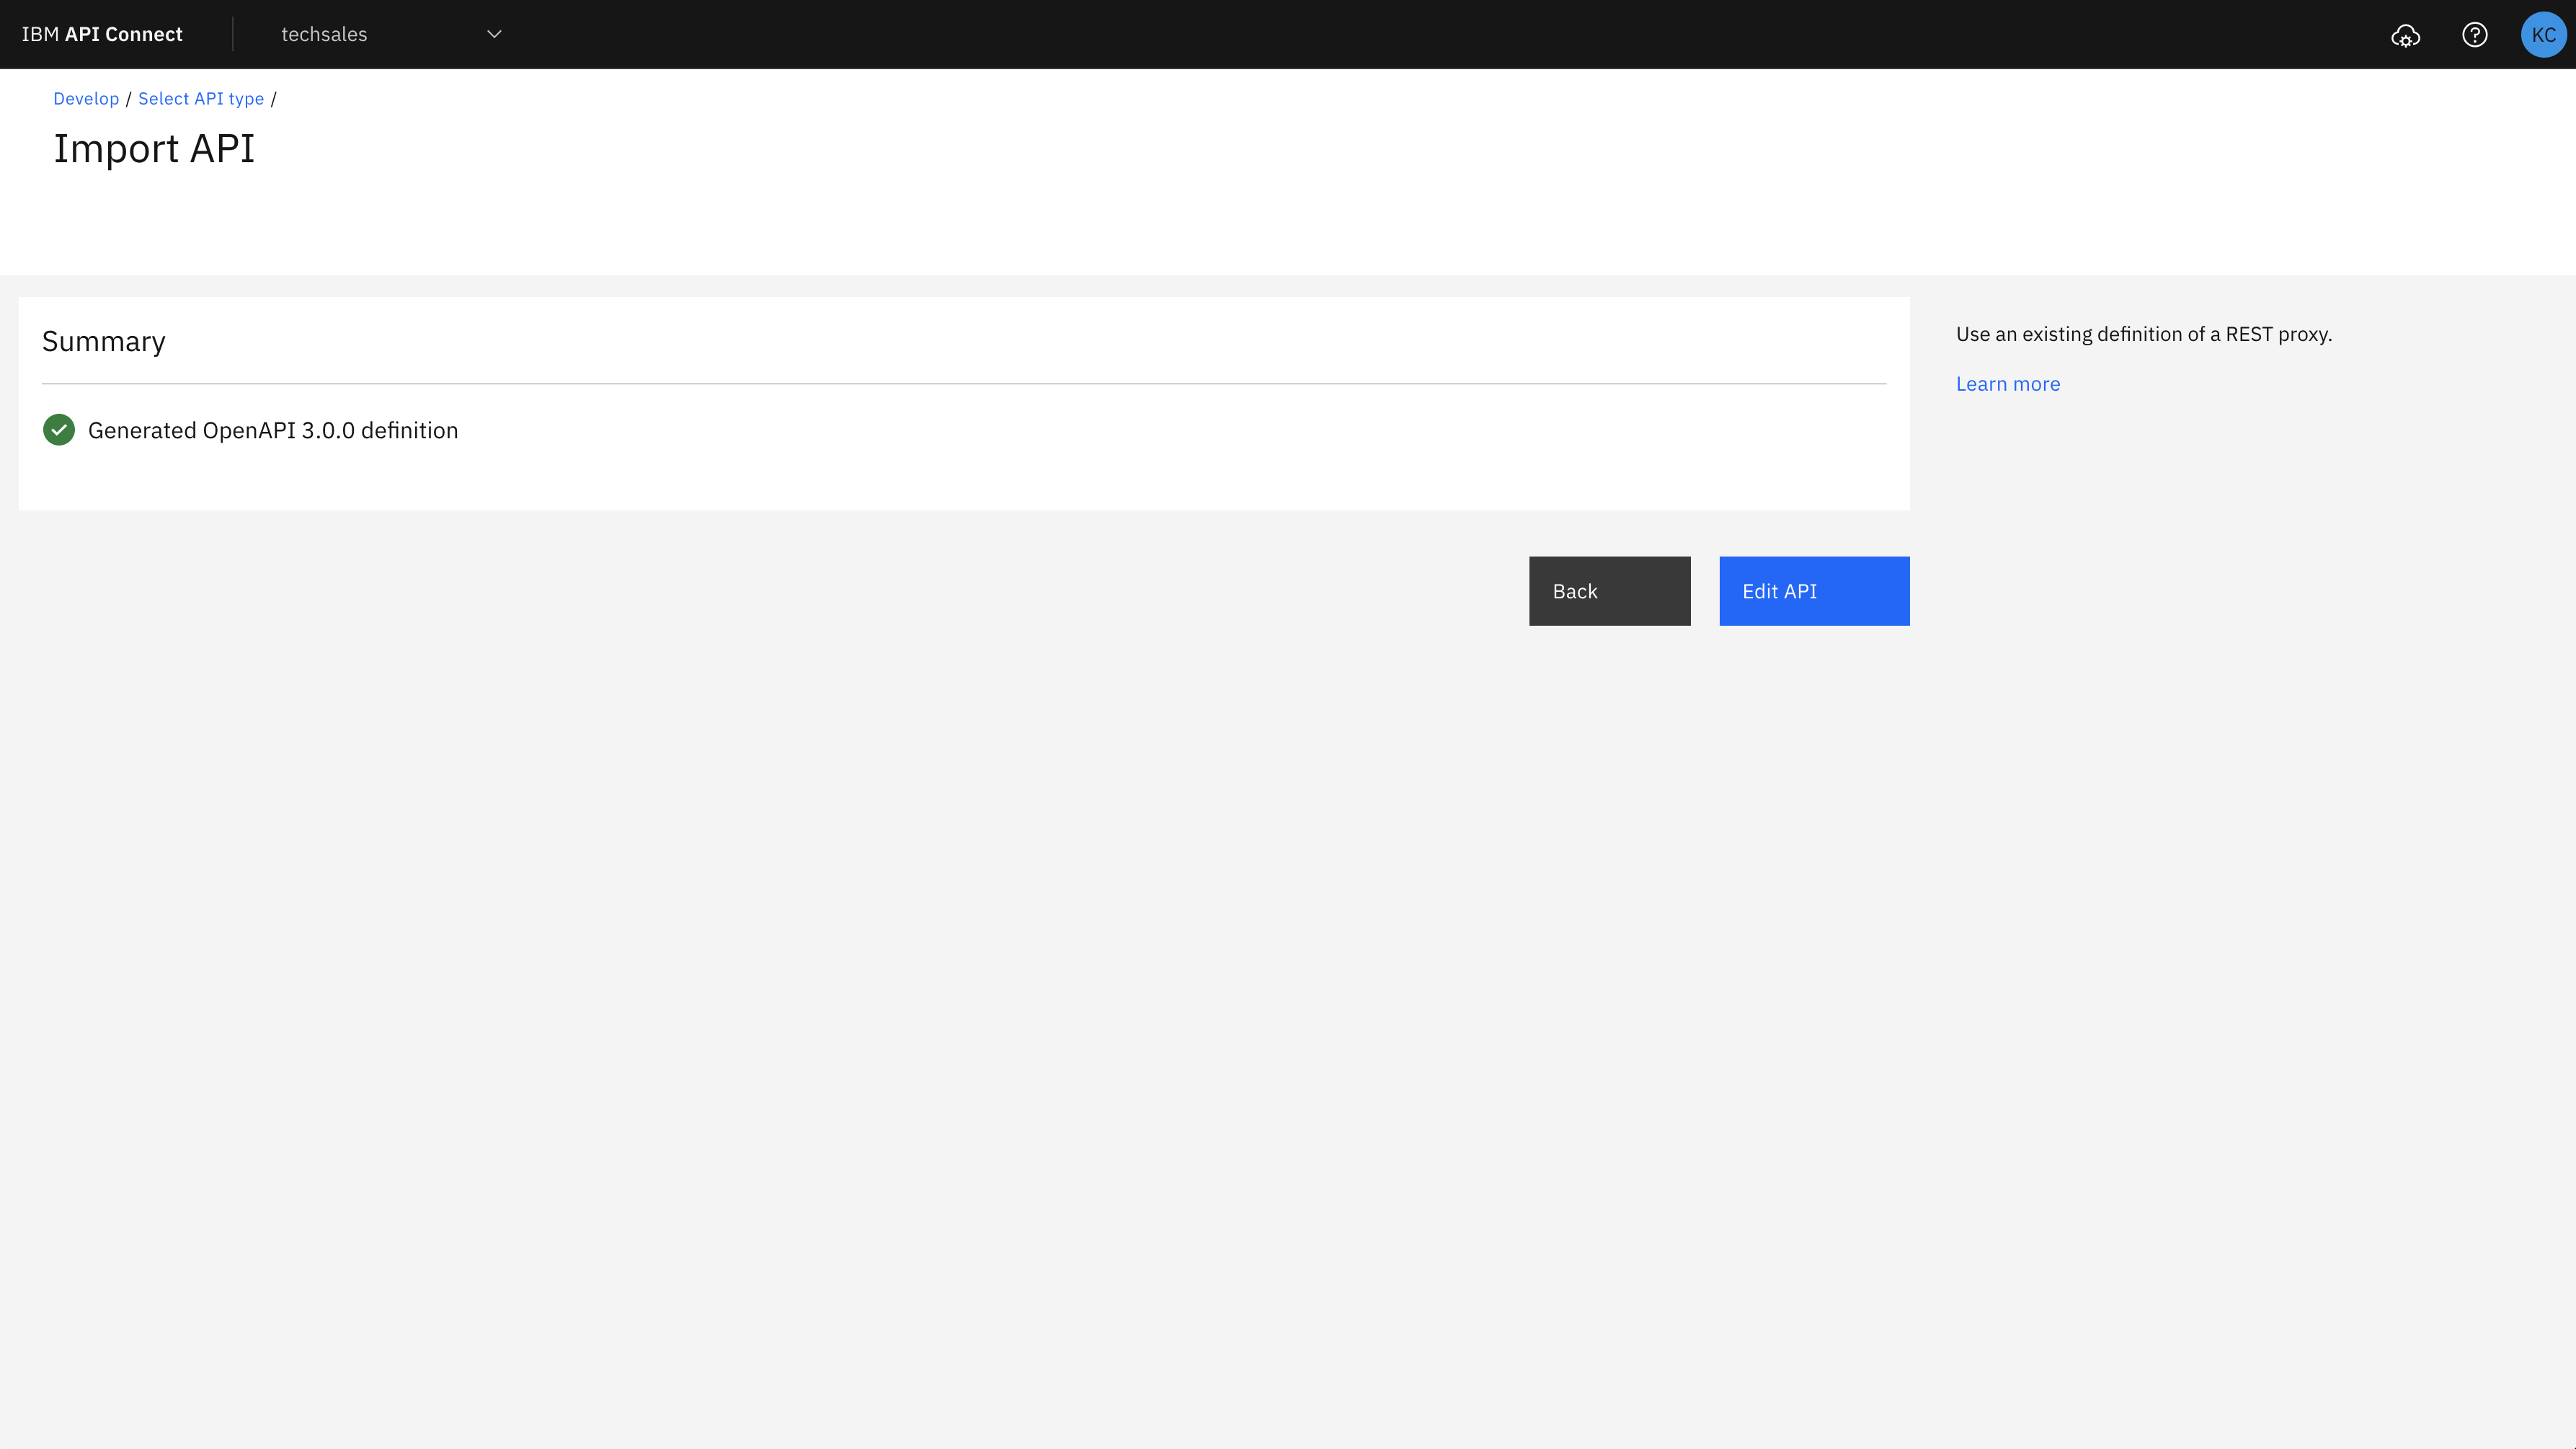 IBM API Connect
techsales
KC
Develop / Select API type /
Import API
Summary
Generated OpenAPI 3.0.0 definition
Use an existing definition of a REST proxy.
Learn more
Back
Edit API